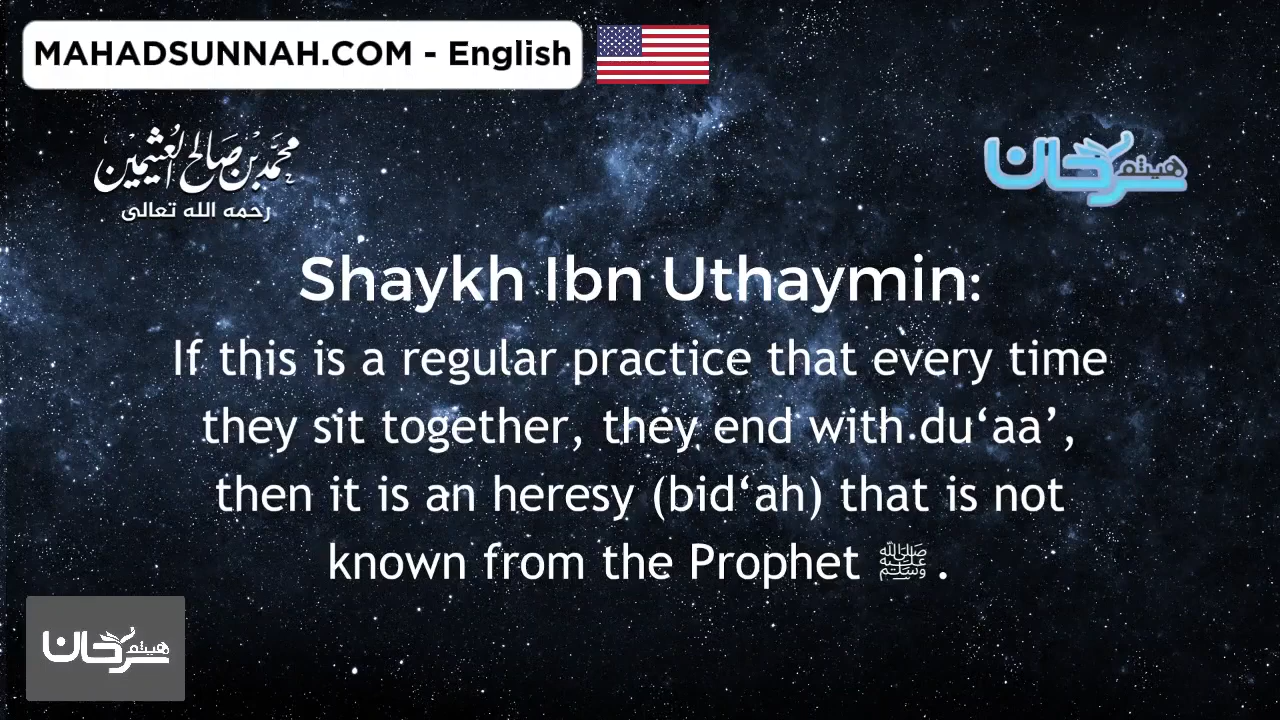 MAHADSUNNAH.COM - English
محمد بن صالح العثيمين
رحمه الله تعالى
هيثم سرحان
Shaykh Ibn Uthaymin:
If this is a regular practice that every time
they sit together, they end with du‘aa’,
then it is an heresy (bid‘ah) that is not
known from the Prophet ﷺ .
هيثم سرحان